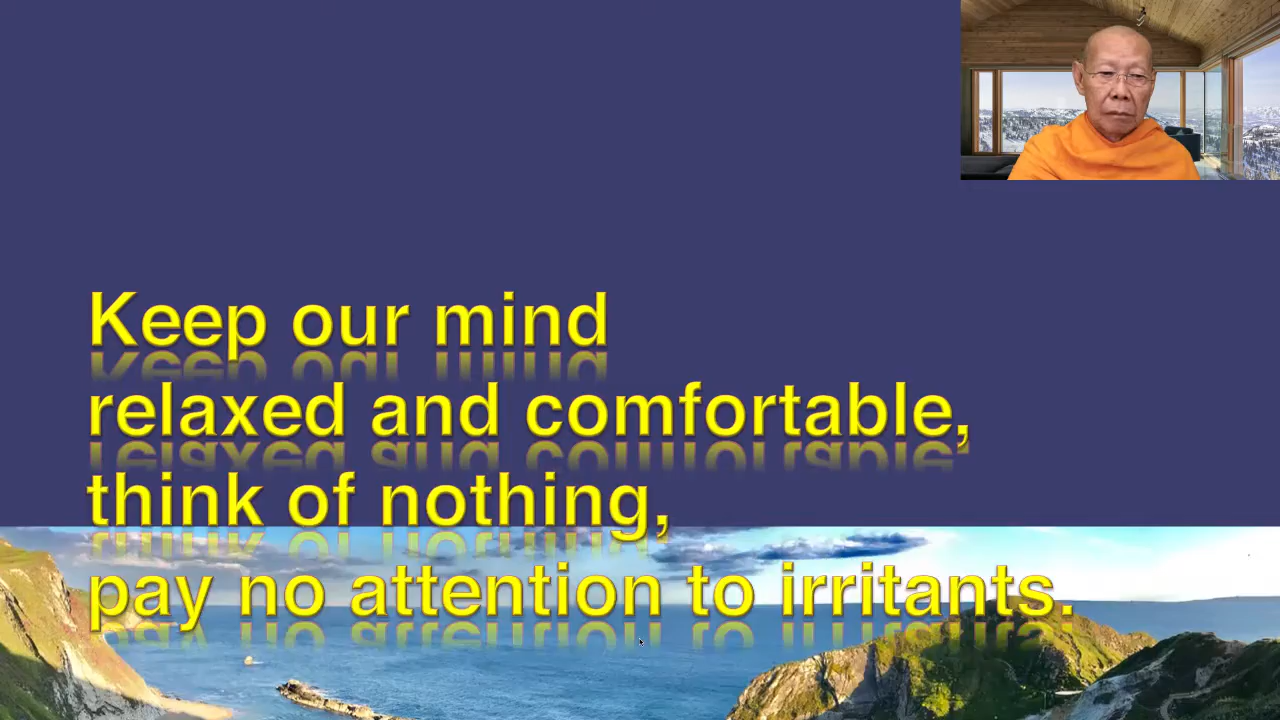 Keep our mind
relaxed and comfortable,
think of nothing,
pay no attention to irritants.